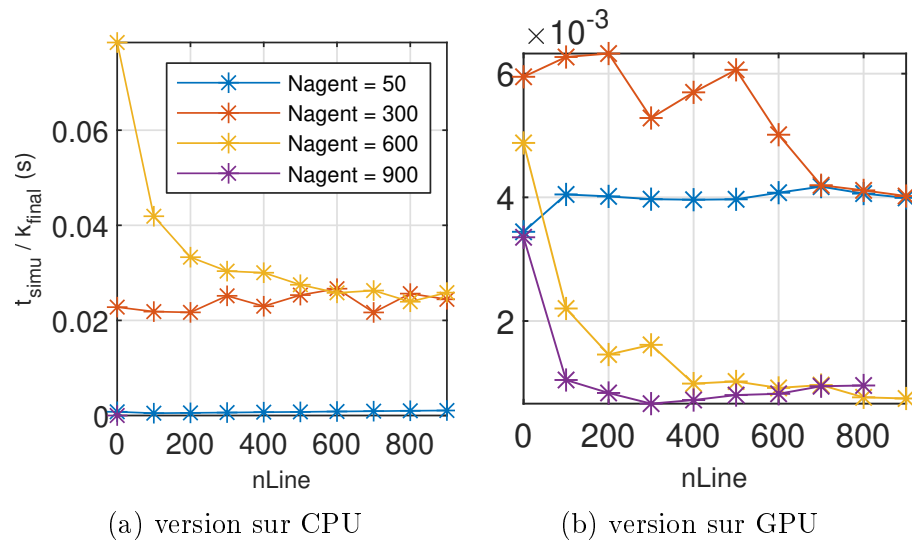 t_simu / k_final (s)
0.06
0.04
0.02
0
Nagent = 50
Nagent = 300
Nagent = 600
Nagent = 900
0 200 400 600 800
nLine
(a) version sur CPU
×10^-3
6
4
2
0 200 400 600 800
nLine
(b) version sur GPU